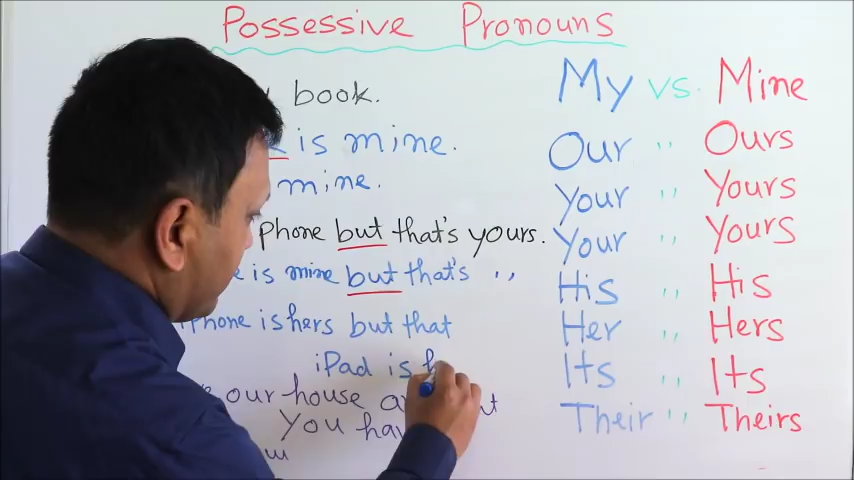 Possessive Pronouns
book.
is mine.
mine.
Phone but that's yours.
is mine but that's ,,
iPhone is hers but that
iPad is
our house
You
My vs. Mine
Our ,, Ours
Your ,, Yours
Your ,, Yours
His ,, His
Her ,, Hers
Its ,, Its
Their ,, Theirs